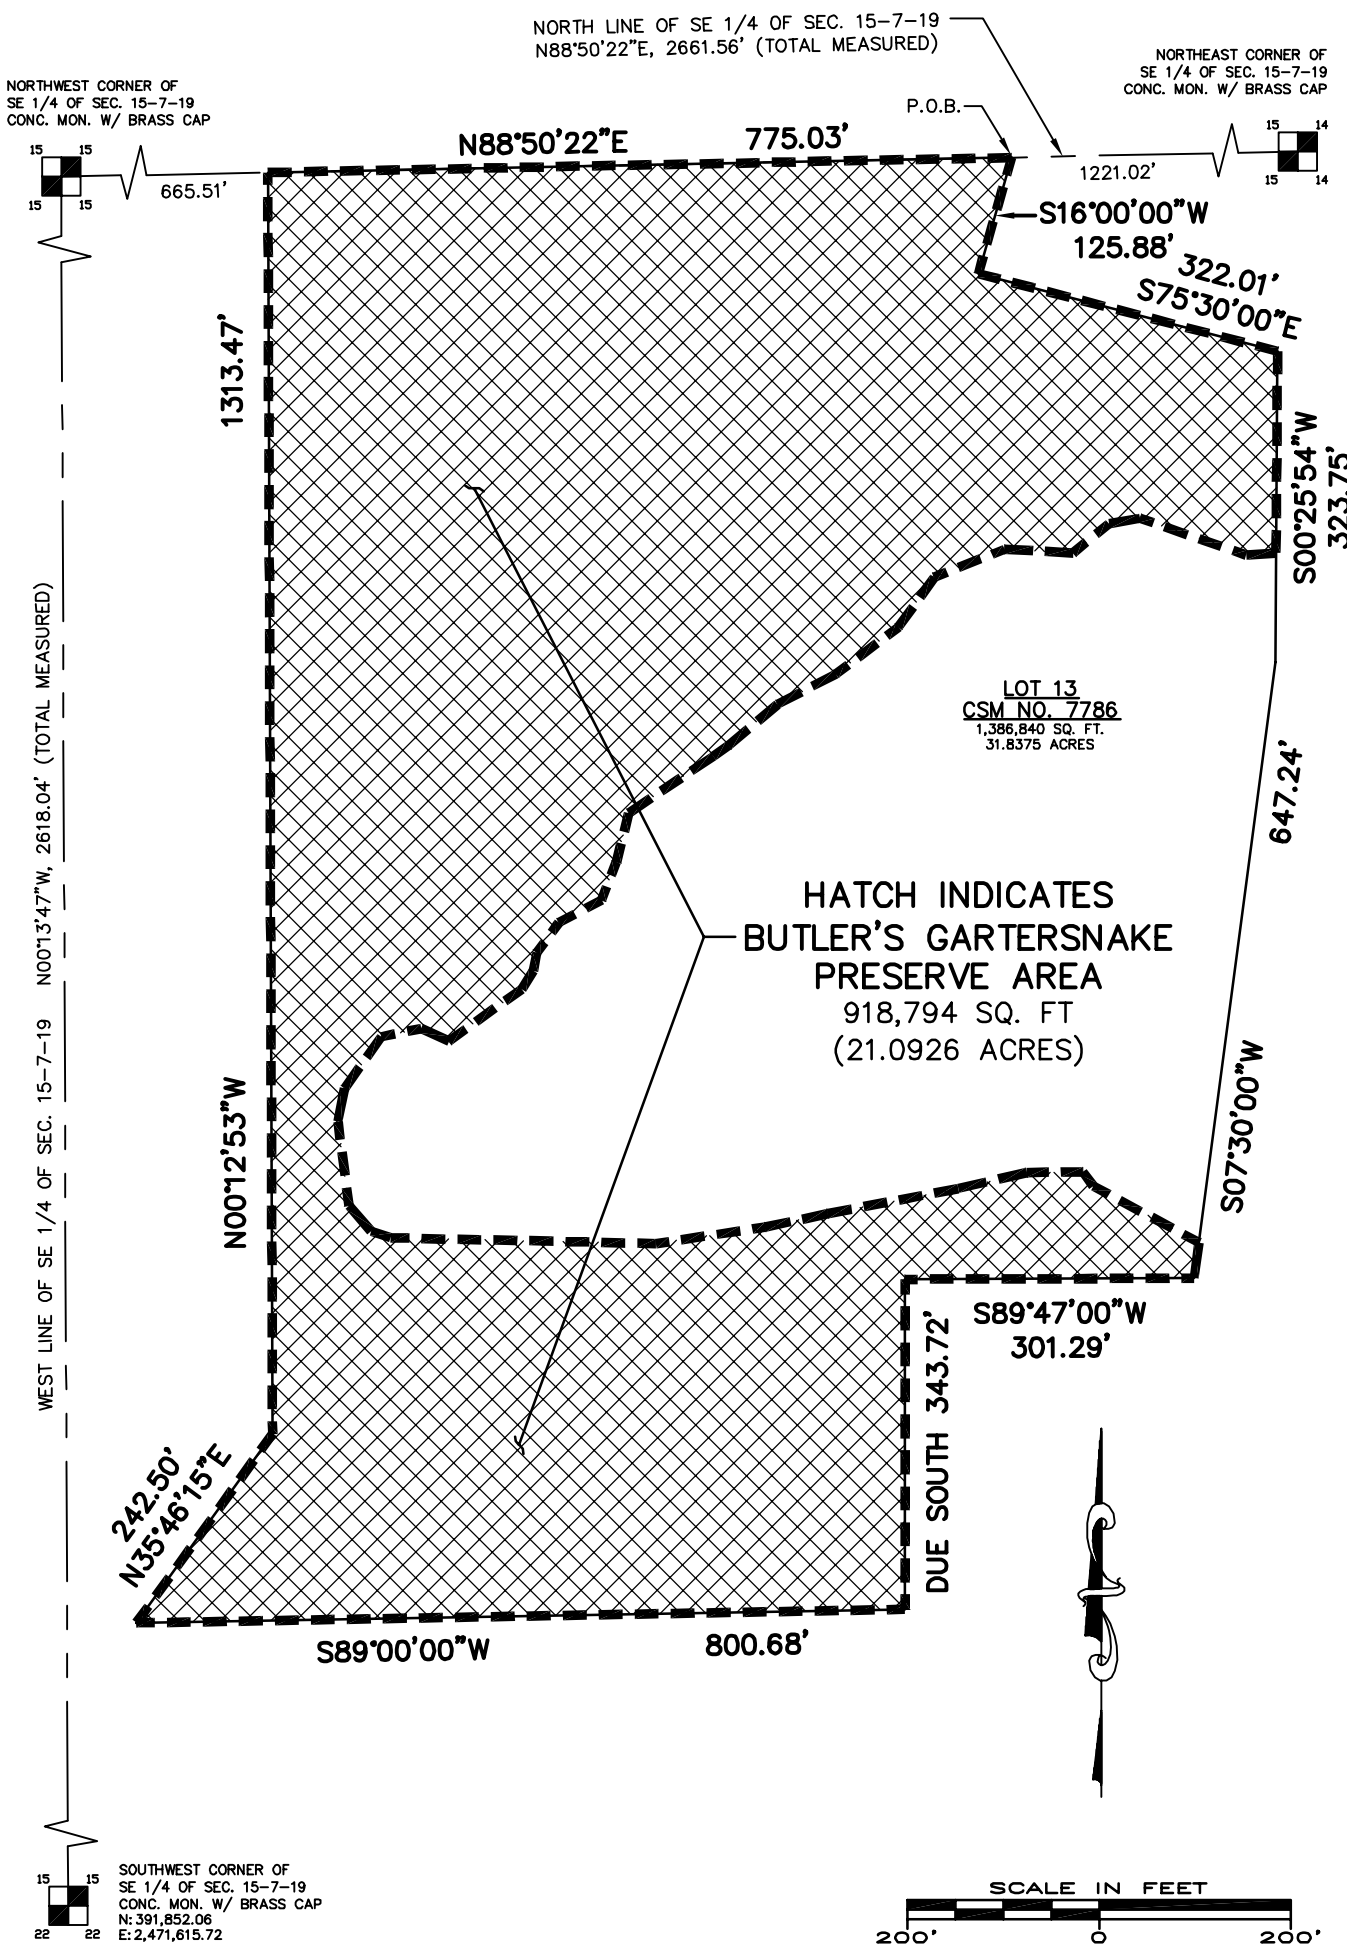 NORTH LINE OF SE 1/4 OF SEC. 15-7-19
N88°50'22"E, 2661.56' (TOTAL MEASURED)
NORTHWEST CORNER OF
SE 1/4 OF SEC. 15-7-19
CONC. MON. W/ BRASS CAP
NORTHEAST CORNER OF
SE 1/4 OF SEC. 15-7-19
CONC. MON. W/ BRASS CAP
P.O.B.
15 15
15 15
665.51'
N88°50'22"E 775.03'
1221.02'
15 14
15 14
S16°00'00"W
125.88'
322.01'
S75°30'00"E
1313.47'
N00°12'53"W
S00°25'54"W
323.75'
WEST LINE OF SE 1/4 OF SEC. 15-7-19 N00°13'47"W, 2618.04' (TOTAL MEASURED)
LOT 13
CSM NO. 7786
1,386,840 SQ. FT.
31.8375 ACRES
647.24'
S07°30'00"W
HATCH INDICATES
BUTLER'S GARTERSNAKE
PRESERVE AREA
918,794 SQ. FT
(21.0926 ACRES)
S89°47'00"W
301.29'
DUE SOUTH 343.72'
242.50'
N35°46'15"E
S89°00'00"W 800.68'
15 15
22 22
SOUTHWEST CORNER OF
SE 1/4 OF SEC. 15-7-19
CONC. MON. W/ BRASS CAP
N: 391,852.06
E: 2,471,615.72
SCALE IN FEET
200' 0 200'